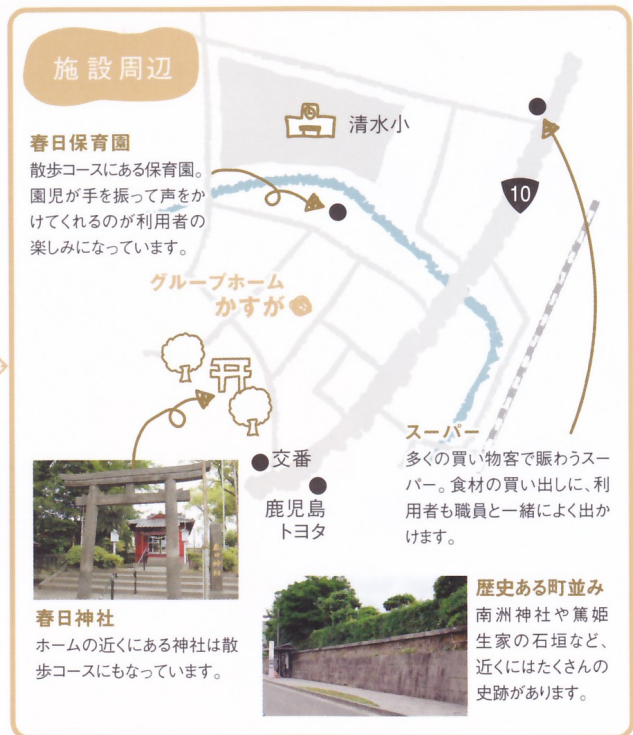 施設周辺
清水小
春日保育園
散歩コースにある保育園。
園児が手を振って声をか
けてくれるのが利用者の
楽しみになっています。
10
グループホーム
かすが
スーパー
多くの買い物客で賑わうスー
パー。食材の買い出しに、利
用者も職員と一緒によく出か
けます。
交番
鹿児島
トヨタ
春日神社
ホームの近くにある神社は散
歩コースにもなっています。
歴史ある町並み
南洲神社や篤姫
生家の石垣など、
近くにはたくさんの
史跡があります。